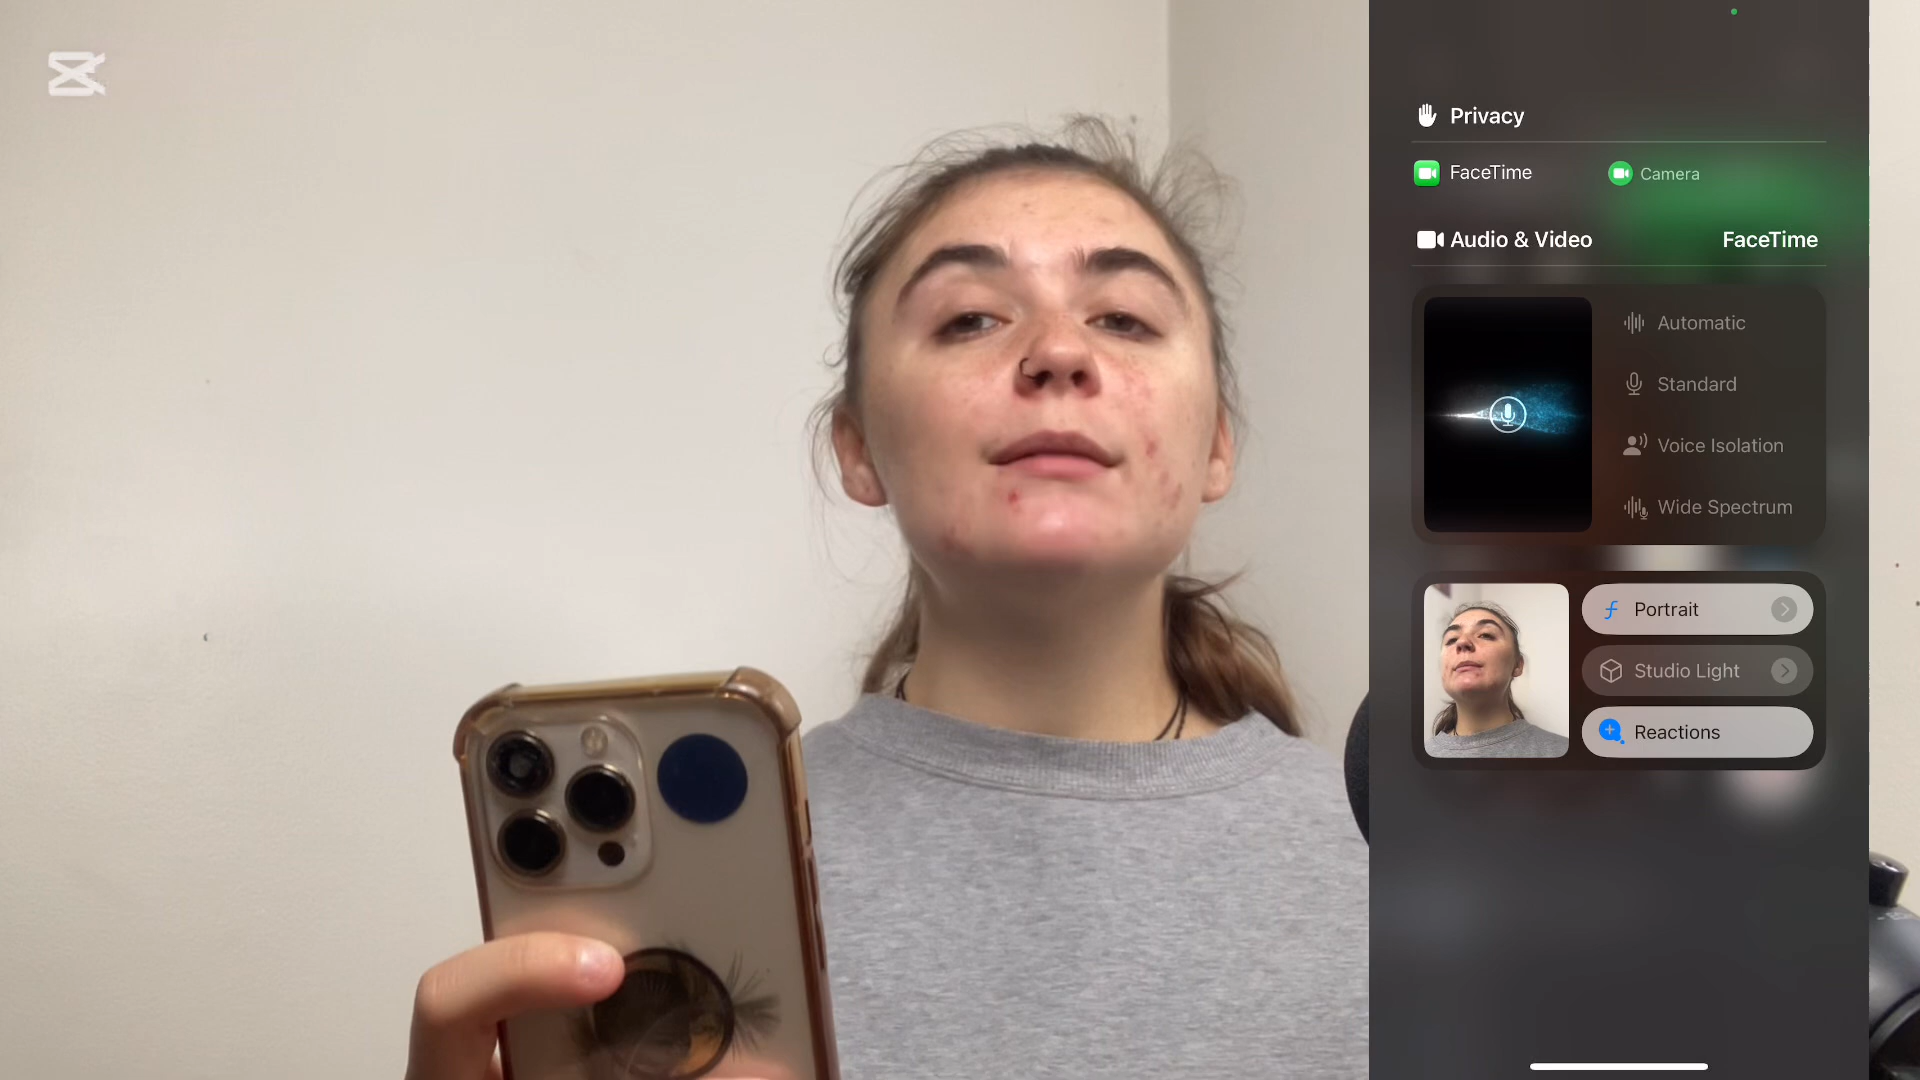 Privacy
FaceTime
Camera
Audio & Video
FaceTime
Automatic
Standard
Voice Isolation
Wide Spectrum
Portrait
Studio Light
Reactions